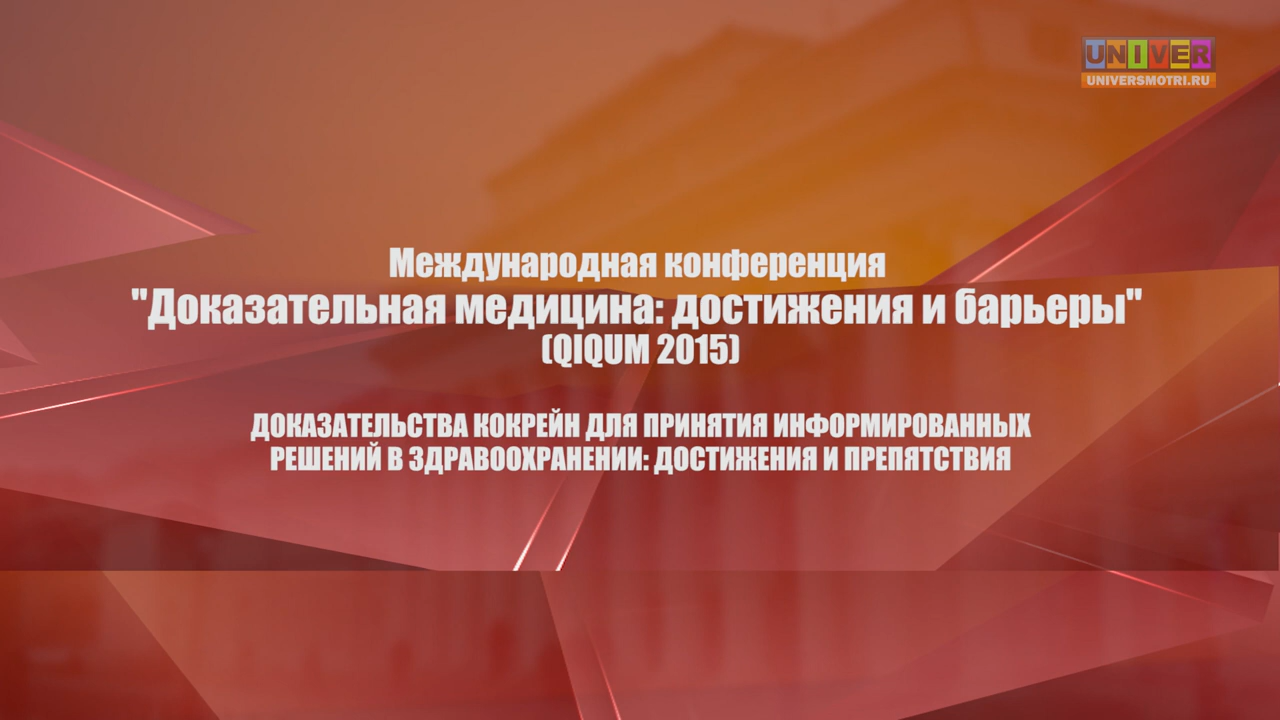 UNIVER
UNIVERSMOTRI.RU
Международная конференция
"Доказательная медицина: достижения и барьеры"
(QIQUM 2015)
ДОКАЗАТЕЛЬСТВА КОКРЕЙН ДЛЯ ПРИНЯТИЯ ИНФОРМИРОВАННЫХ
РЕШЕНИЙ В ЗДРАВООХРАНЕНИИ: ДОСТИЖЕНИЯ И ПРЕПЯТСТВИЯ